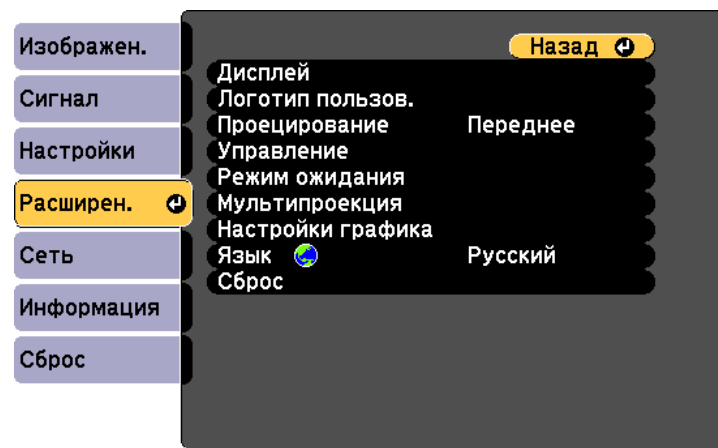 Изображен.
Сигнал
Настройки
Расширен.
Сеть
Информация
Сброс
Назад
Дисплей
Логотип пользов.
Проецирование Переднее
Управление
Режим ожидания
Мультипроекция
Настройки графика
Язык Русский
Сброс